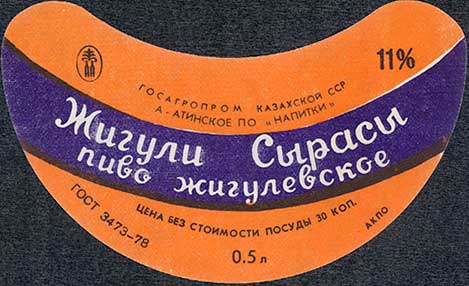 11%
ГОСАГРОПРОМ КАЗАХСКОЙ ССР
А-АТИНСКОЕ ПО «НАПИТКИ»
Жигули Сырасы
пиво жигулевское
ЦЕНА БЕЗ СТОИМОСТИ ПОСУДЫ 30 КОП.
ГОСТ 3473-78
0.5 л
АКПО